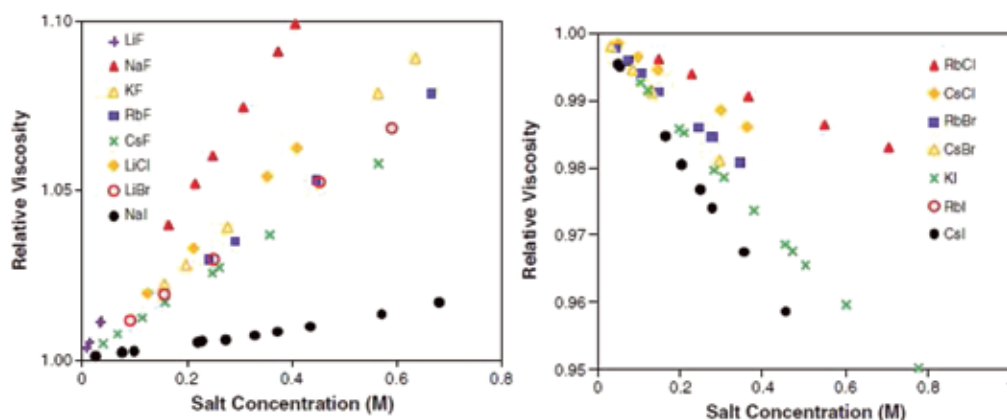 1.10
1.05
1.00
Relative Viscosity
LiF
NaF
KF
RbF
CsF
LiCl
LiBr
NaI
0 0.2 0.4 0.6 0.8
Salt Concentration (M)
1.00
0.99
0.98
0.97
0.96
0.95
Relative Viscosity
RbCl
CsCl
RbBr
CsBr
KI
RbI
CsI
0 0.2 0.4 0.6 0.8
Salt Concentration (M)